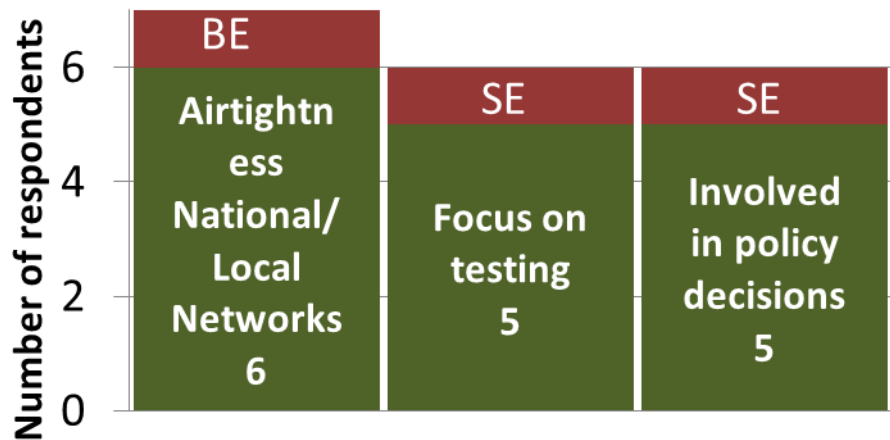 Number of respondents
6
4
2
0
BE
Airtightn
ess
National/
Local
Networks
6
SE
Focus on
testing
5
SE
Involved
in policy
decisions
5